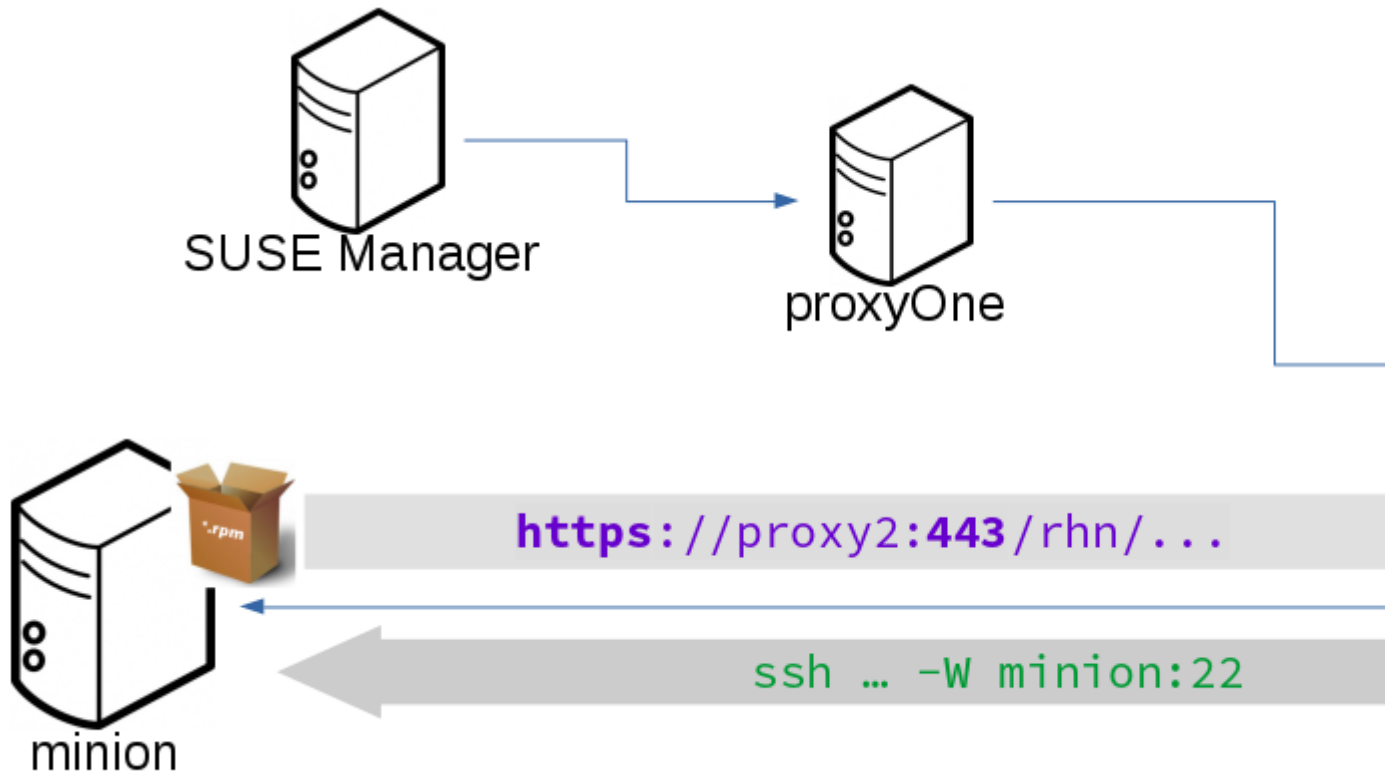 SUSE Manager
proxyOne
*.rpm
https://proxy2:443/rhn/...
ssh … -W minion:22
minion